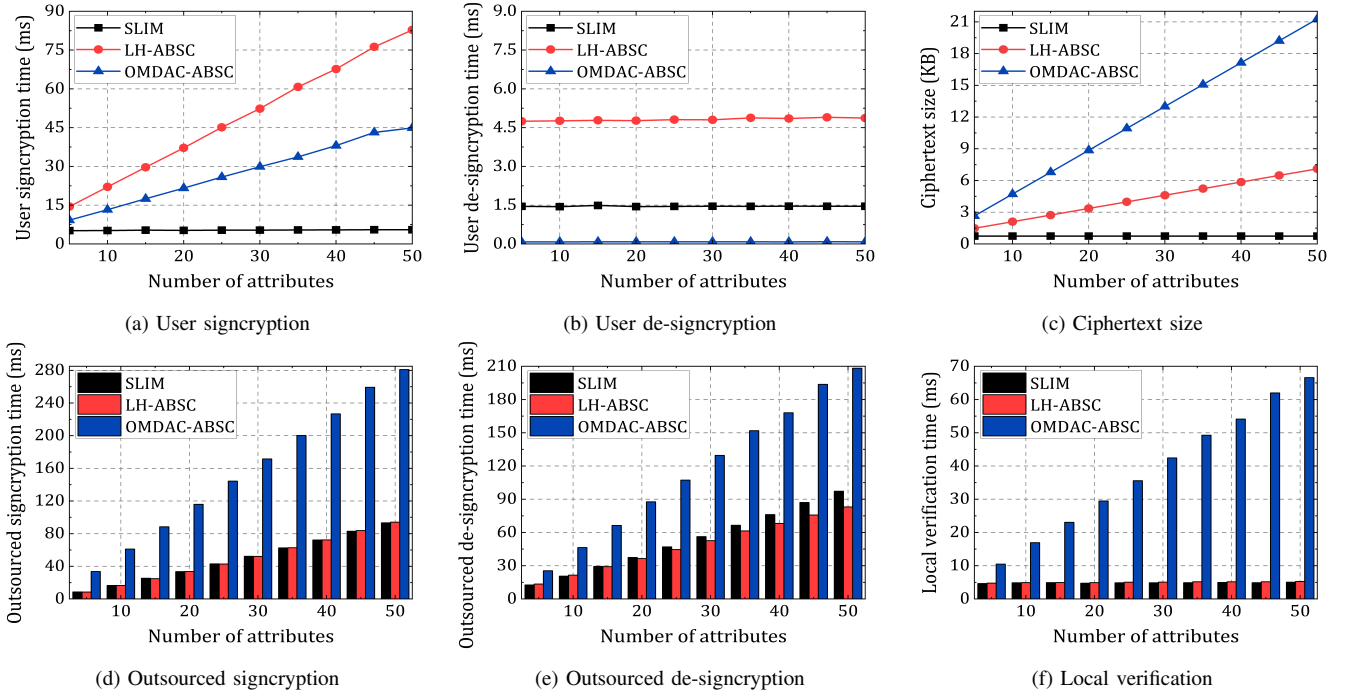 User signcryption time (ms)
90
75
60
45
30
15
0
SLIM
LH-ABSC
OMDAC-ABSC
10
20
30
40
50
Number of attributes
(a) User signcryption
User de-signcryption time (ms)
9.0
7.5
6.0
4.5
3.0
1.5
0.0
SLIM
LH-ABSC
OMDAC-ABSC
10
20
30
40
50
Number of attributes
(b) User de-signcryption
Ciphertext size (KB)
21
18
15
12
9
6
3
0
SLIM
LH-ABSC
OMDAC-ABSC
10
20
30
40
50
Number of attributes
(c) Ciphertext size
Outsourced signcryption time (ms)
280
240
200
160
120
80
40
0
SLIM
LH-ABSC
OMDAC-ABSC
10
20
30
40
50
Number of attributes
(d) Outsourced signcryption
Outsourced de-signcryption time (ms)
210
180
150
120
90
60
30
0
SLIM
LH-ABSC
OMDAC-ABSC
10
20
30
40
50
Number of attributes
(e) Outsourced de-signcryption
Local verification time (ms)
70
60
50
40
30
20
10
0
SLIM
LH-ABSC
OMDAC-ABSC
10
20
30
40
50
Number of attributes
(f) Local verification